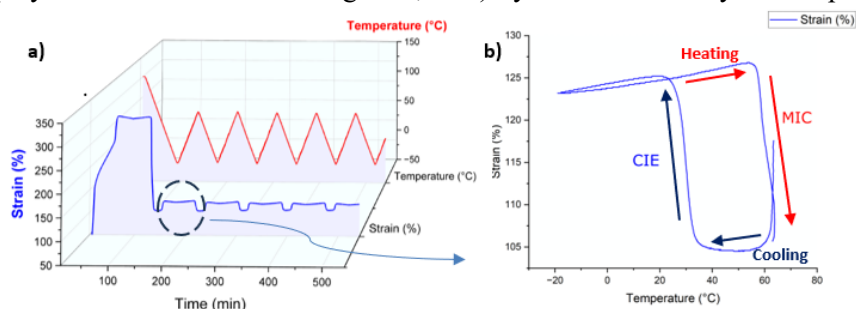 Temperature (°C)
a)
150
100
50
0
−50
Temperature (°C)
350
300
250
200
150
100
50
Strain (%)
Strain (%)
100
200
300
400
500
Time (min)
Strain (%)
b)
Heating
130
125
120
115
110
105
Strain (%)
CIE
MIC
Cooling
-20
0
20
40
60
80
Temperature (°C)